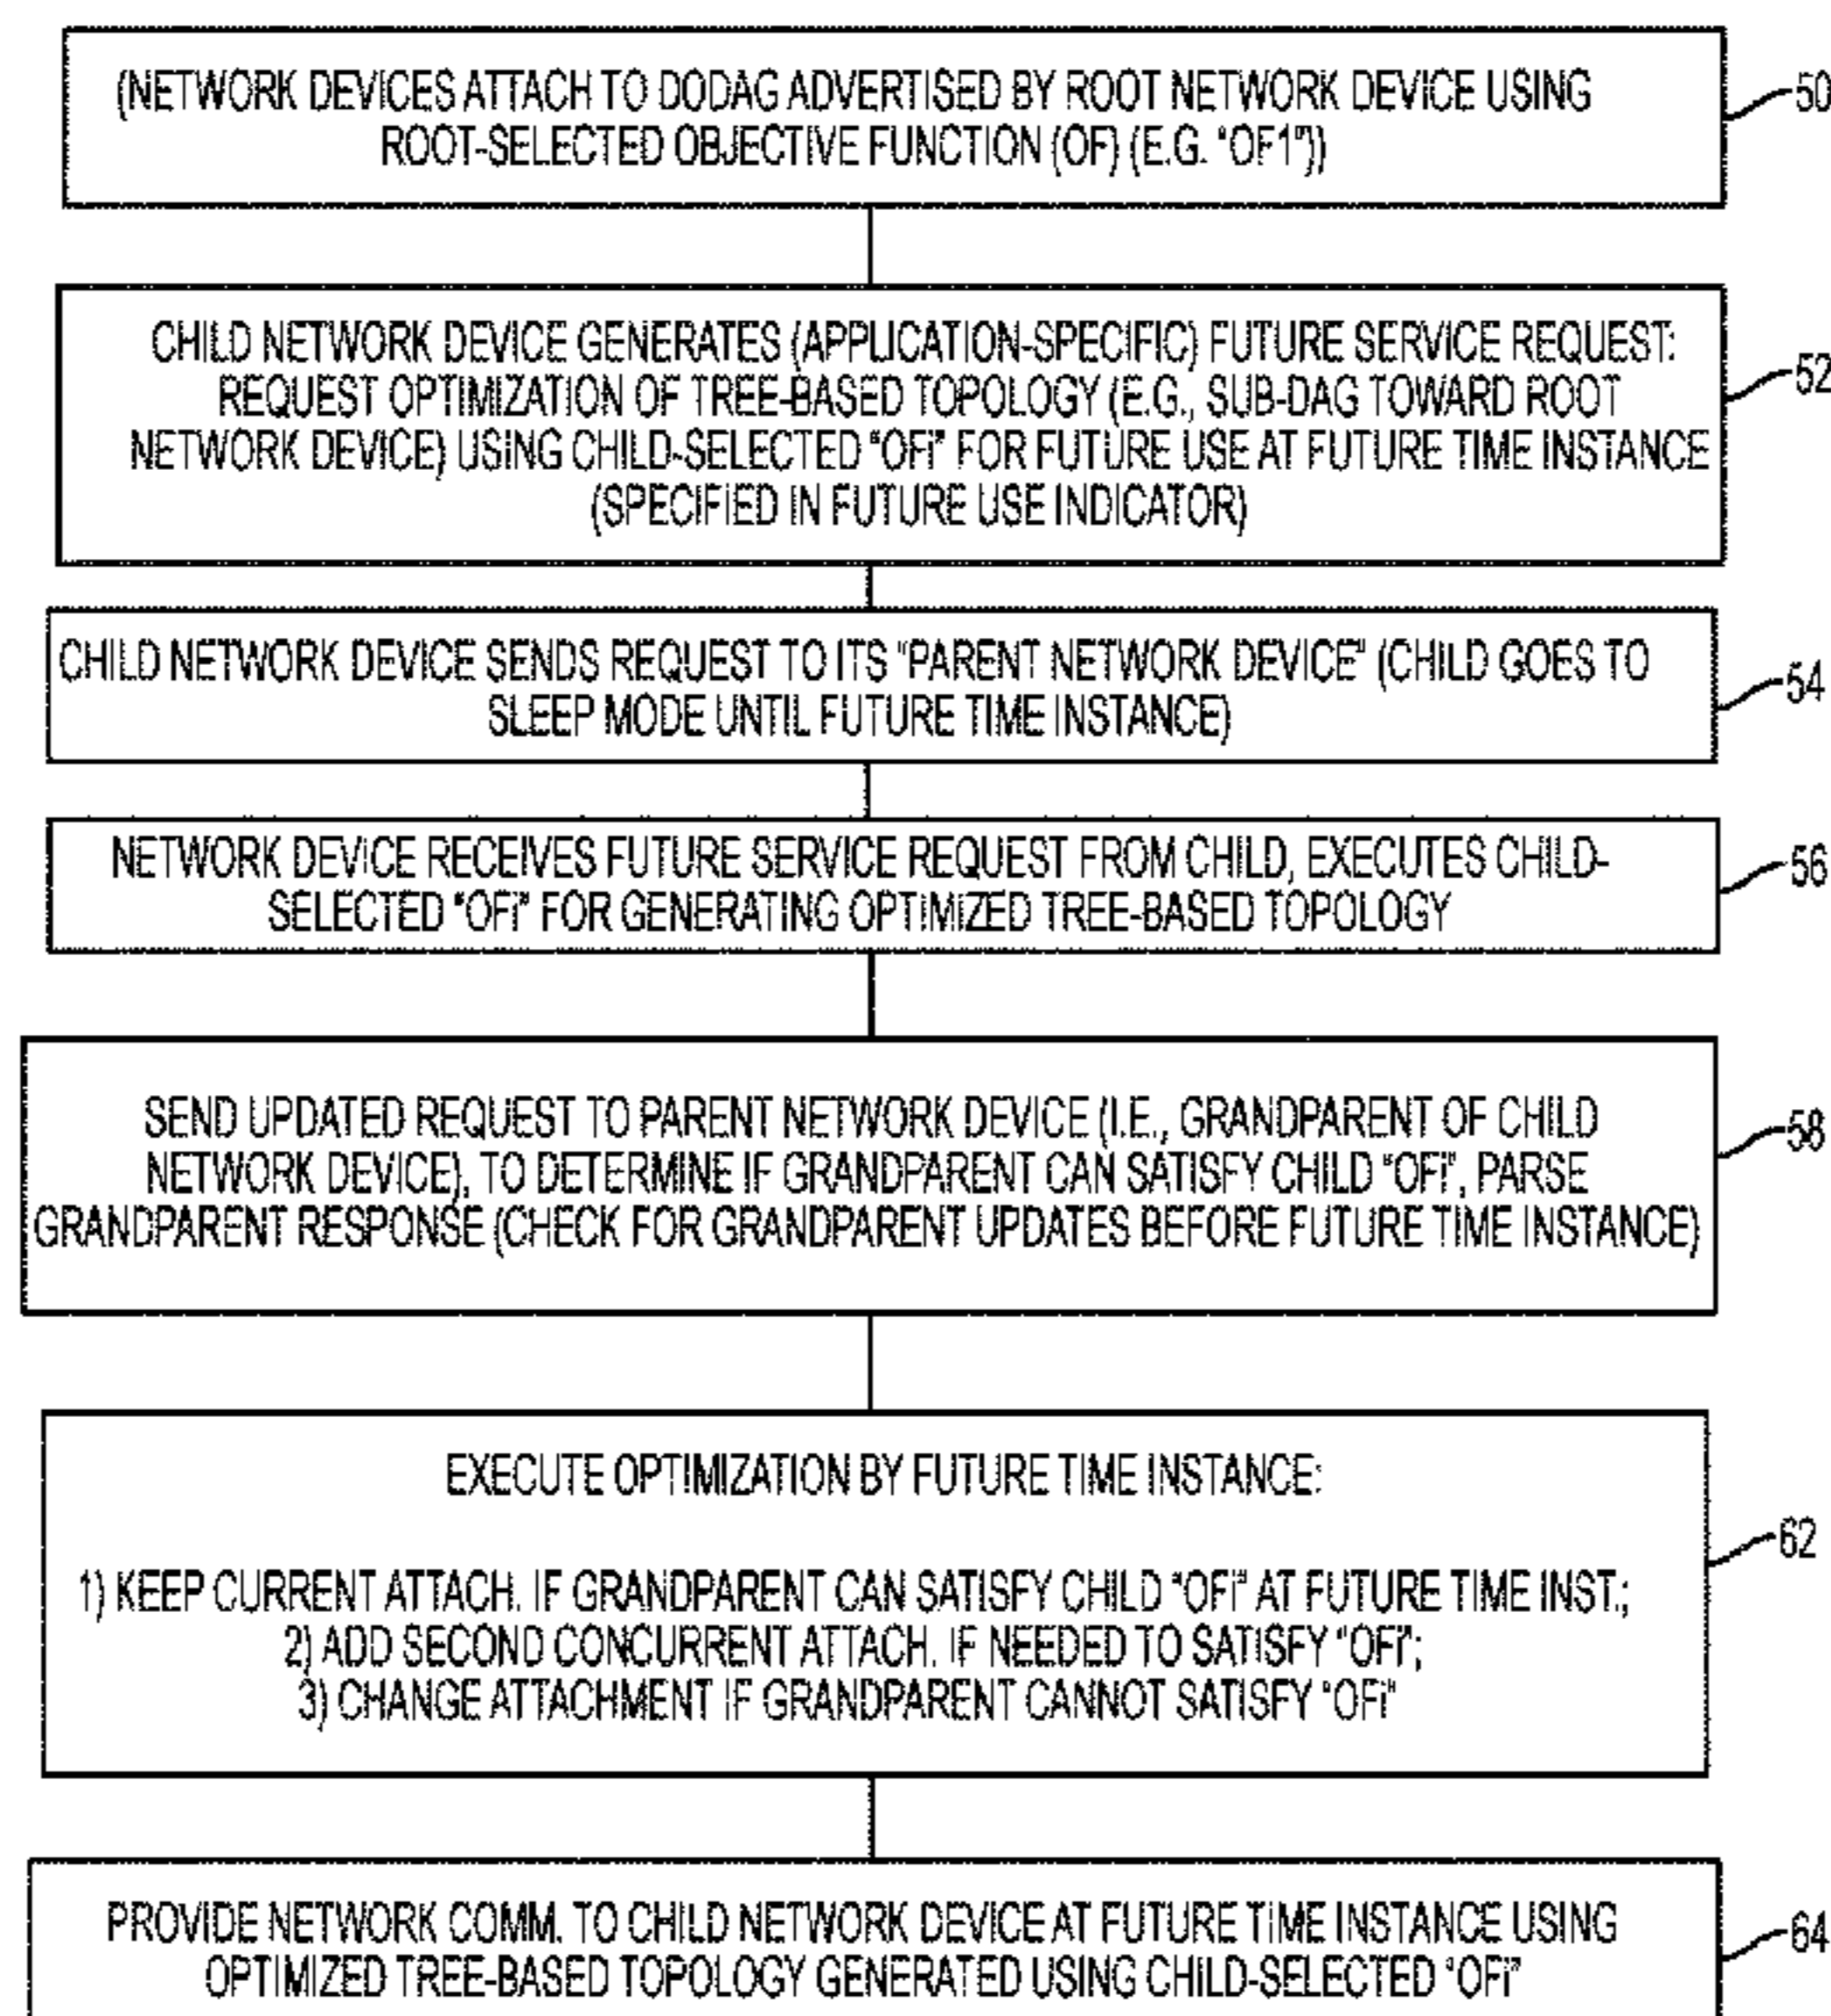 (NETWORK DEVICES ATTACH TO DODAG ADVERTISED BY ROOT NETWORK DEVICE USING
ROOT-SELECTED OBJECTIVE FUNCTION (OF) (E.G. "OF1"))
50
CHILD NETWORK DEVICE GENERATES (APPLICATION-SPECIFIC) FUTURE SERVICE REQUEST:
REQUEST OPTIMIZATION OF TREE-BASED TOPOLOGY (E.G., SUB-DAG TOWARD ROOT
NETWORK DEVICE) USING CHILD-SELECTED "OFi" FOR FUTURE USE AT FUTURE TIME INSTANCE
(SPECIFIED IN FUTURE USE INDICATOR)
52
CHILD NETWORK DEVICE SENDS REQUEST TO ITS "PARENT NETWORK DEVICE" (CHILD GOES TO
SLEEP MODE UNTIL FUTURE TIME INSTANCE)
54
NETWORK DEVICE RECEIVES FUTURE SERVICE REQUEST FROM CHILD, EXECUTES CHILD-
SELECTED "OFi" FOR GENERATING OPTIMIZED TREE-BASED TOPOLOGY
56
SEND UPDATED REQUEST TO PARENT NETWORK DEVICE (I.E., GRANDPARENT OF CHILD
NETWORK DEVICE), TO DETERMINE IF GRANDPARENT CAN SATISFY CHILD "OFi", PARSE
GRANDPARENT RESPONSE (CHECK FOR GRANDPARENT UPDATES BEFORE FUTURE TIME INSTANCE)
58
EXECUTE OPTIMIZATION BY FUTURE TIME INSTANCE:
1) KEEP CURRENT ATTACH. IF GRANDPARENT CAN SATISFY CHILD "OFi" AT FUTURE TIME INST.;
2) ADD SECOND CONCURRENT ATTACH. IF NEEDED TO SATISFY "OFi";
3) CHANGE ATTACHMENT IF GRANDPARENT CANNOT SATISFY "OFi"
62
PROVIDE NETWORK COMM. TO CHILD NETWORK DEVICE AT FUTURE TIME INSTANCE USING
OPTIMIZED TREE-BASED TOPOLOGY GENERATED USING CHILD-SELECTED "OFi"
64